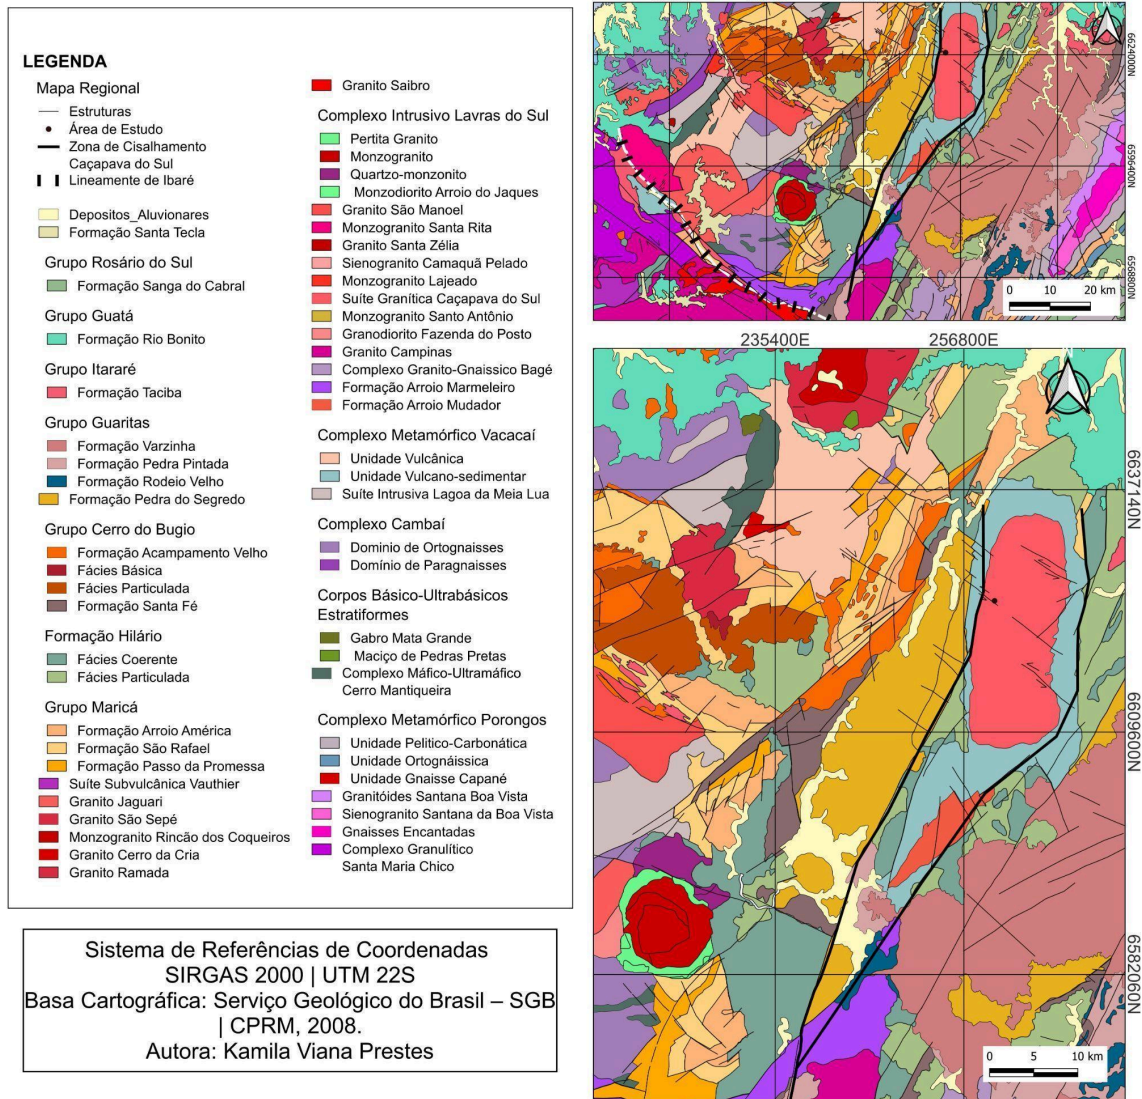 LEGENDA
Mapa Regional
Estruturas
Área de Estudo
Zona de Cisalhamento
Caçapava do Sul
Lineamente de Ibaré
Depositos_Aluvionares
Formação Santa Tecla
Grupo Rosário do Sul
Formação Sanga do Cabral
Grupo Guatá
Formação Rio Bonito
Grupo Itararé
Formação Taciba
Grupo Guaritas
Formação Varzinha
Formação Pedra Pintada
Formação Rodeio Velho
Formação Pedra do Segredo
Grupo Cerro do Bugio
Formação Acampamento Velho
Fácies Básica
Fácies Particulada
Formação Santa Fé
Formação Hilário
Fácies Coerente
Fácies Particulada
Grupo Maricá
Formação Arroio América
Formação São Rafael
Formação Passo da Promessa
Suíte Subvulcânica Vauthier
Granito Jaguari
Granito São Sepé
Monzogranito Rincão dos Coqueiros
Granito Cerro da Cria
Granito Ramada
Granito Saibro
Complexo Intrusivo Lavras do Sul
Pertita Granito
Monzogranito
Quartzo-monzonito
Monzodiorito Arroio do Jaques
Granito São Manoel
Monzogranito Santa Rita
Granito Santa Zélia
Sienogranito Camaquã Pelado
Monzogranito Lajeado
Suíte Granítica Caçapava do Sul
Monzogranito Santo Antônio
Granodiorito Fazenda do Posto
Granito Campinas
Complexo Granito-Gnaissico Bagé
Formação Arroio Marmeleiro
Formação Arroio Mudador
Complexo Metamórfico Vacacaí
Unidade Vulcânica
Unidade Vulcano-sedimentar
Suíte Intrusiva Lagoa da Meia Lua
Complexo Cambaí
Dominio de Ortognaisses
Domínio de Paragnaisses
Corpos Básico-Ultrabásicos
Estratiformes
Gabro Mata Grande
Maciço de Pedras Pretas
Complexo Máfico-Ultramáfico
Cerro Mantiqueira
Complexo Metamórfico Porongos
Unidade Pelitico-Carbonática
Unidade Ortognáissica
Unidade Gnaisse Capané
Granitóides Santana Boa Vista
Sienogranito Santana da Boa Vista
Gnaisses Encantadas
Complexo Granulítico
Santa Maria Chico
Sistema de Referências de Coordenadas
SIRGAS 2000 | UTM 22S
Basa Cartográfica: Serviço Geológico do Brasil – SGB
| CPRM, 2008.
Autora: Kamila Viana Prestes
6624000N
6596400N
6568800N
0 10 20 km
235400E 256800E
6637140N
6609600N
6582060N
0 5 10 km